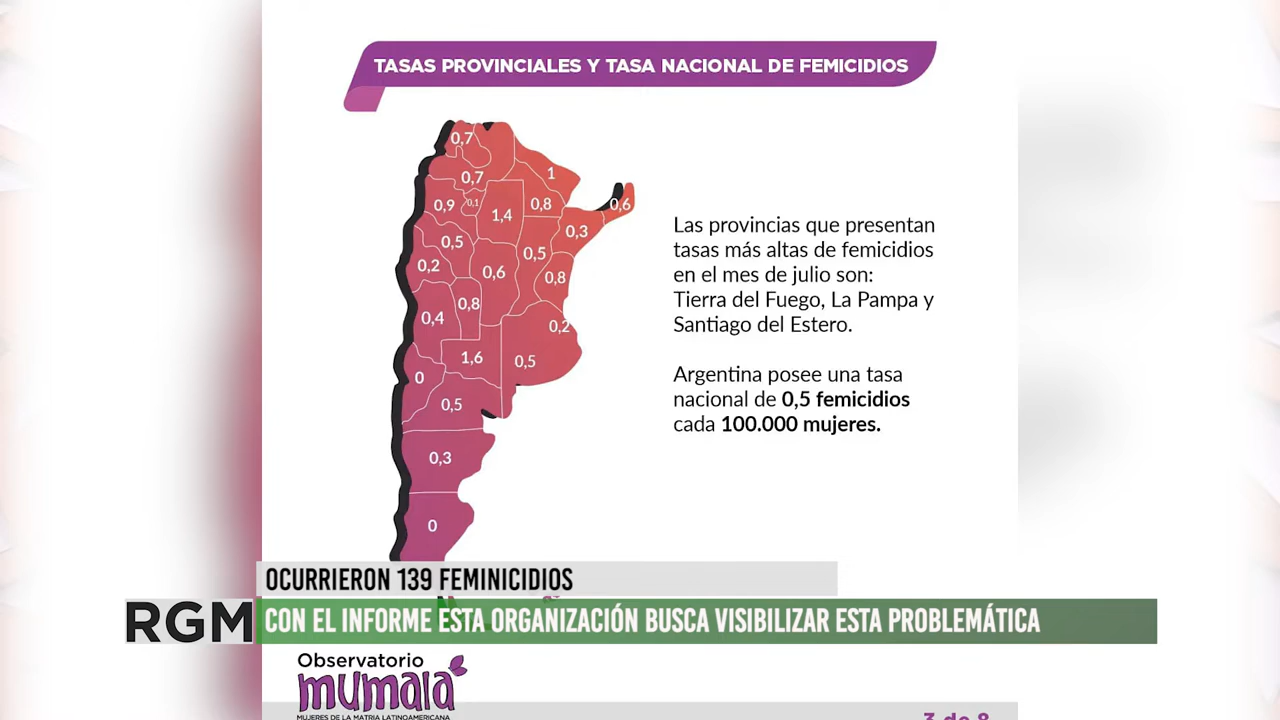 TASAS PROVINCIALES Y TASA NACIONAL DE FEMICIDIOS
0,7
0,7
1
0,9
0,1
1,4
0,8
0,6
0,5
0,3
0,2
0,6
0,5
0,8
0,4
0,8
0,2
1,6
0,5
0
0,5
0,3
0
Las provincias que presentan
tasas más altas de femicidios
en el mes de julio son:
Tierra del Fuego, La Pampa y
Santiago del Estero.
Argentina posee una tasa
nacional de 0,5 femicidios
cada 100.000 mujeres.
OCURRIERON 139 FEMINICIDIOS
RGM
CON EL INFORME ESTA ORGANIZACIÓN BUSCA VISIBILIZAR ESTA PROBLEMÁTICA
Observatorio
mumala
MUJERES DE LA MATRIA LATINOAMERICANA
3 de 8